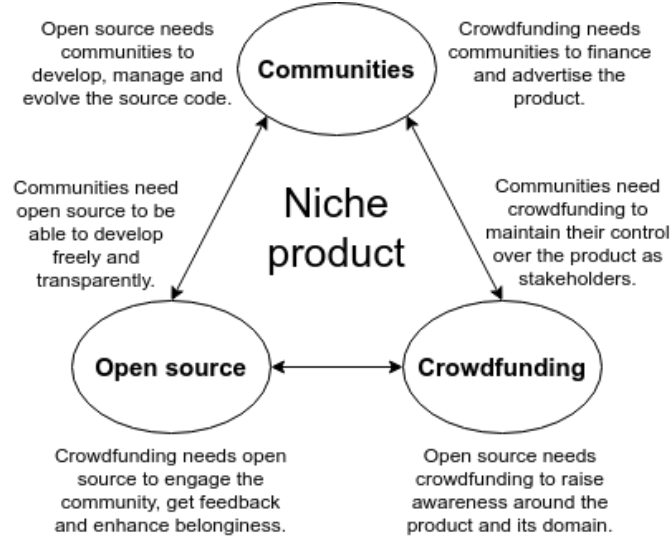 Open source needs
communities to
develop, manage and
evolve the source code.
Communities
Crowdfunding needs
communities to finance
and advertise the
product.
Communities need
open source to be
able to develop
freely and
transparently.
Niche
product
Communities need
crowdfunding to
maintain their control
over the product as
stakeholders.
Open source
Crowdfunding
Crowdfunding needs open
source to engage the
community, get feedback
and enhance belonginess.
Open source needs
crowdfunding to raise
awareness around the
product and its domain.